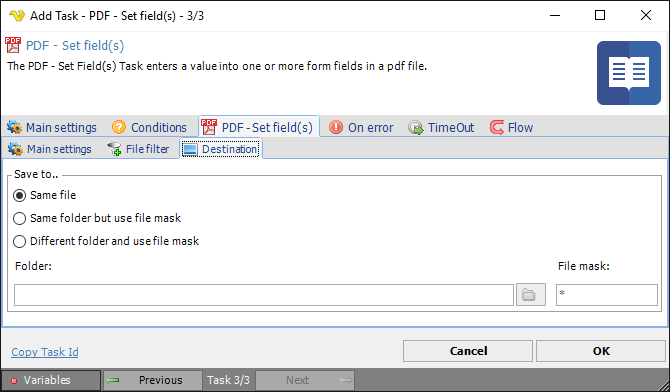 Add Task - PDF - Set field(s) - 3/3
PDF PDF - Set field(s)
The PDF - Set Field(s) Task enters a value into one or more form fields in a pdf file.
Main settings Conditions PDF PDF - Set field(s) On error TimeOut Flow
Main settings File filter Destination
Save to..
Same file
Same folder but use file mask
Different folder and use file mask
Folder: File mask:
*
Copy Task Id Cancel OK
Variables Previous Task 3/3 Next